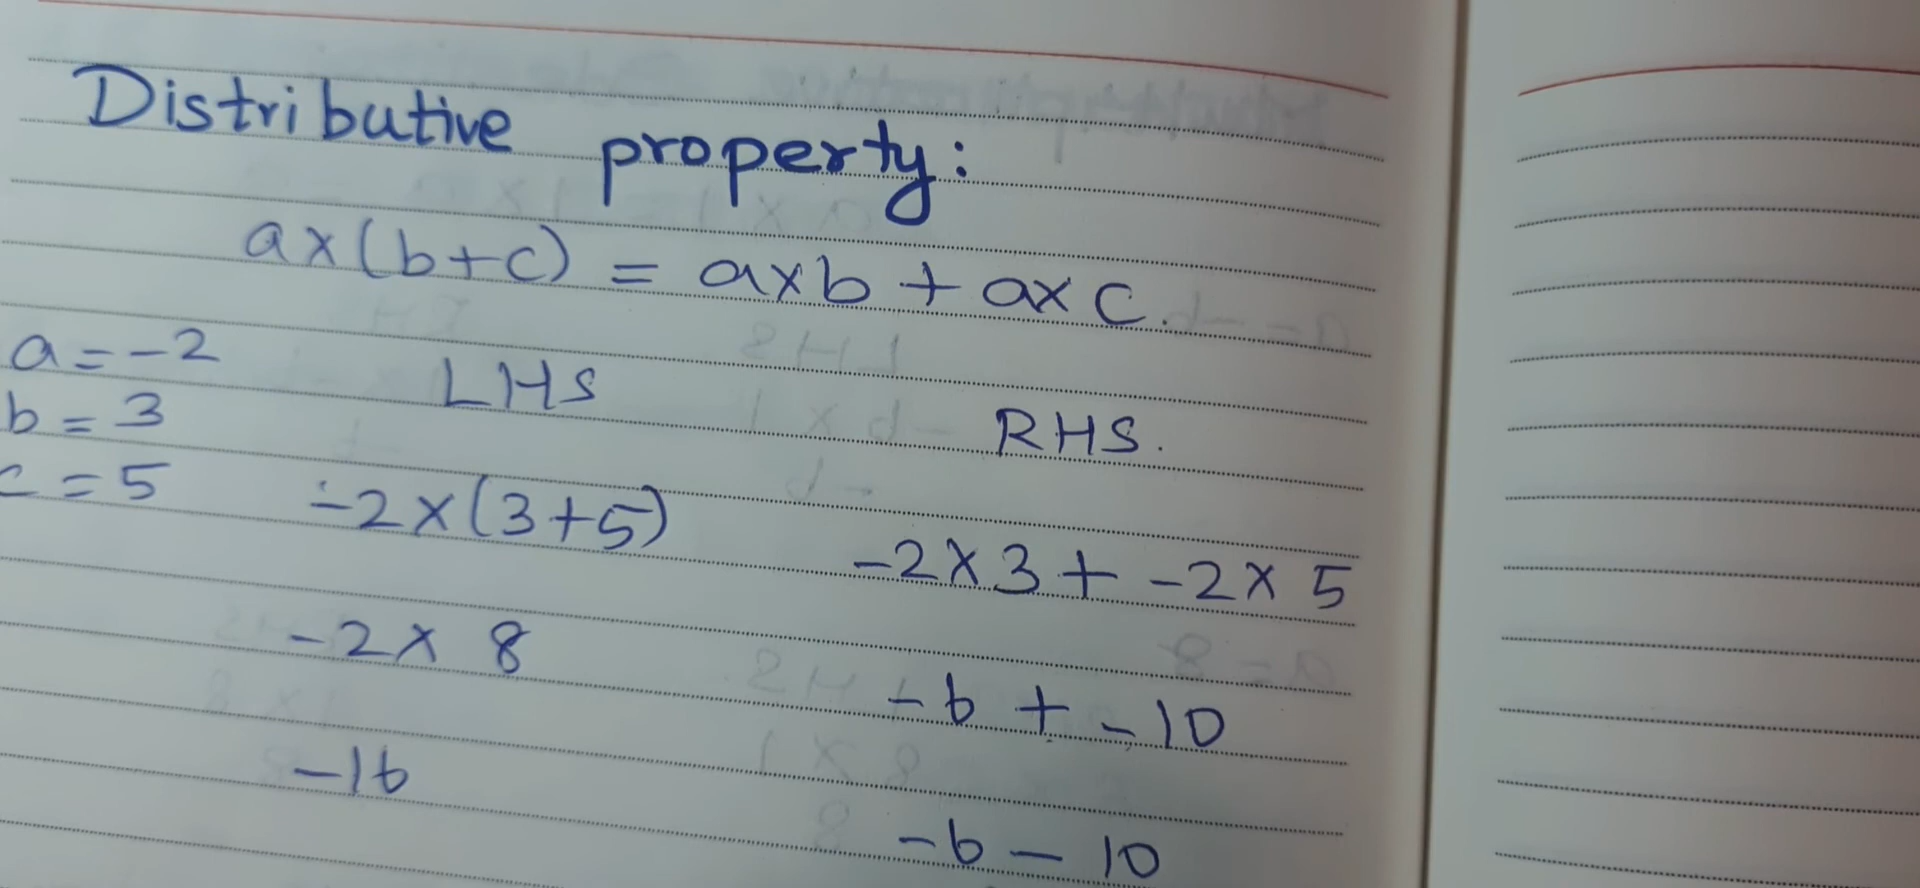 Distributive property:
a×(b+c) = a×b + a×c.
a = -2
b = 3
c = 5
LHS
RHS.
-2×(3+5)
-2×3 + -2×5
-2× 8
-6 + -10
-16
-6 - 10